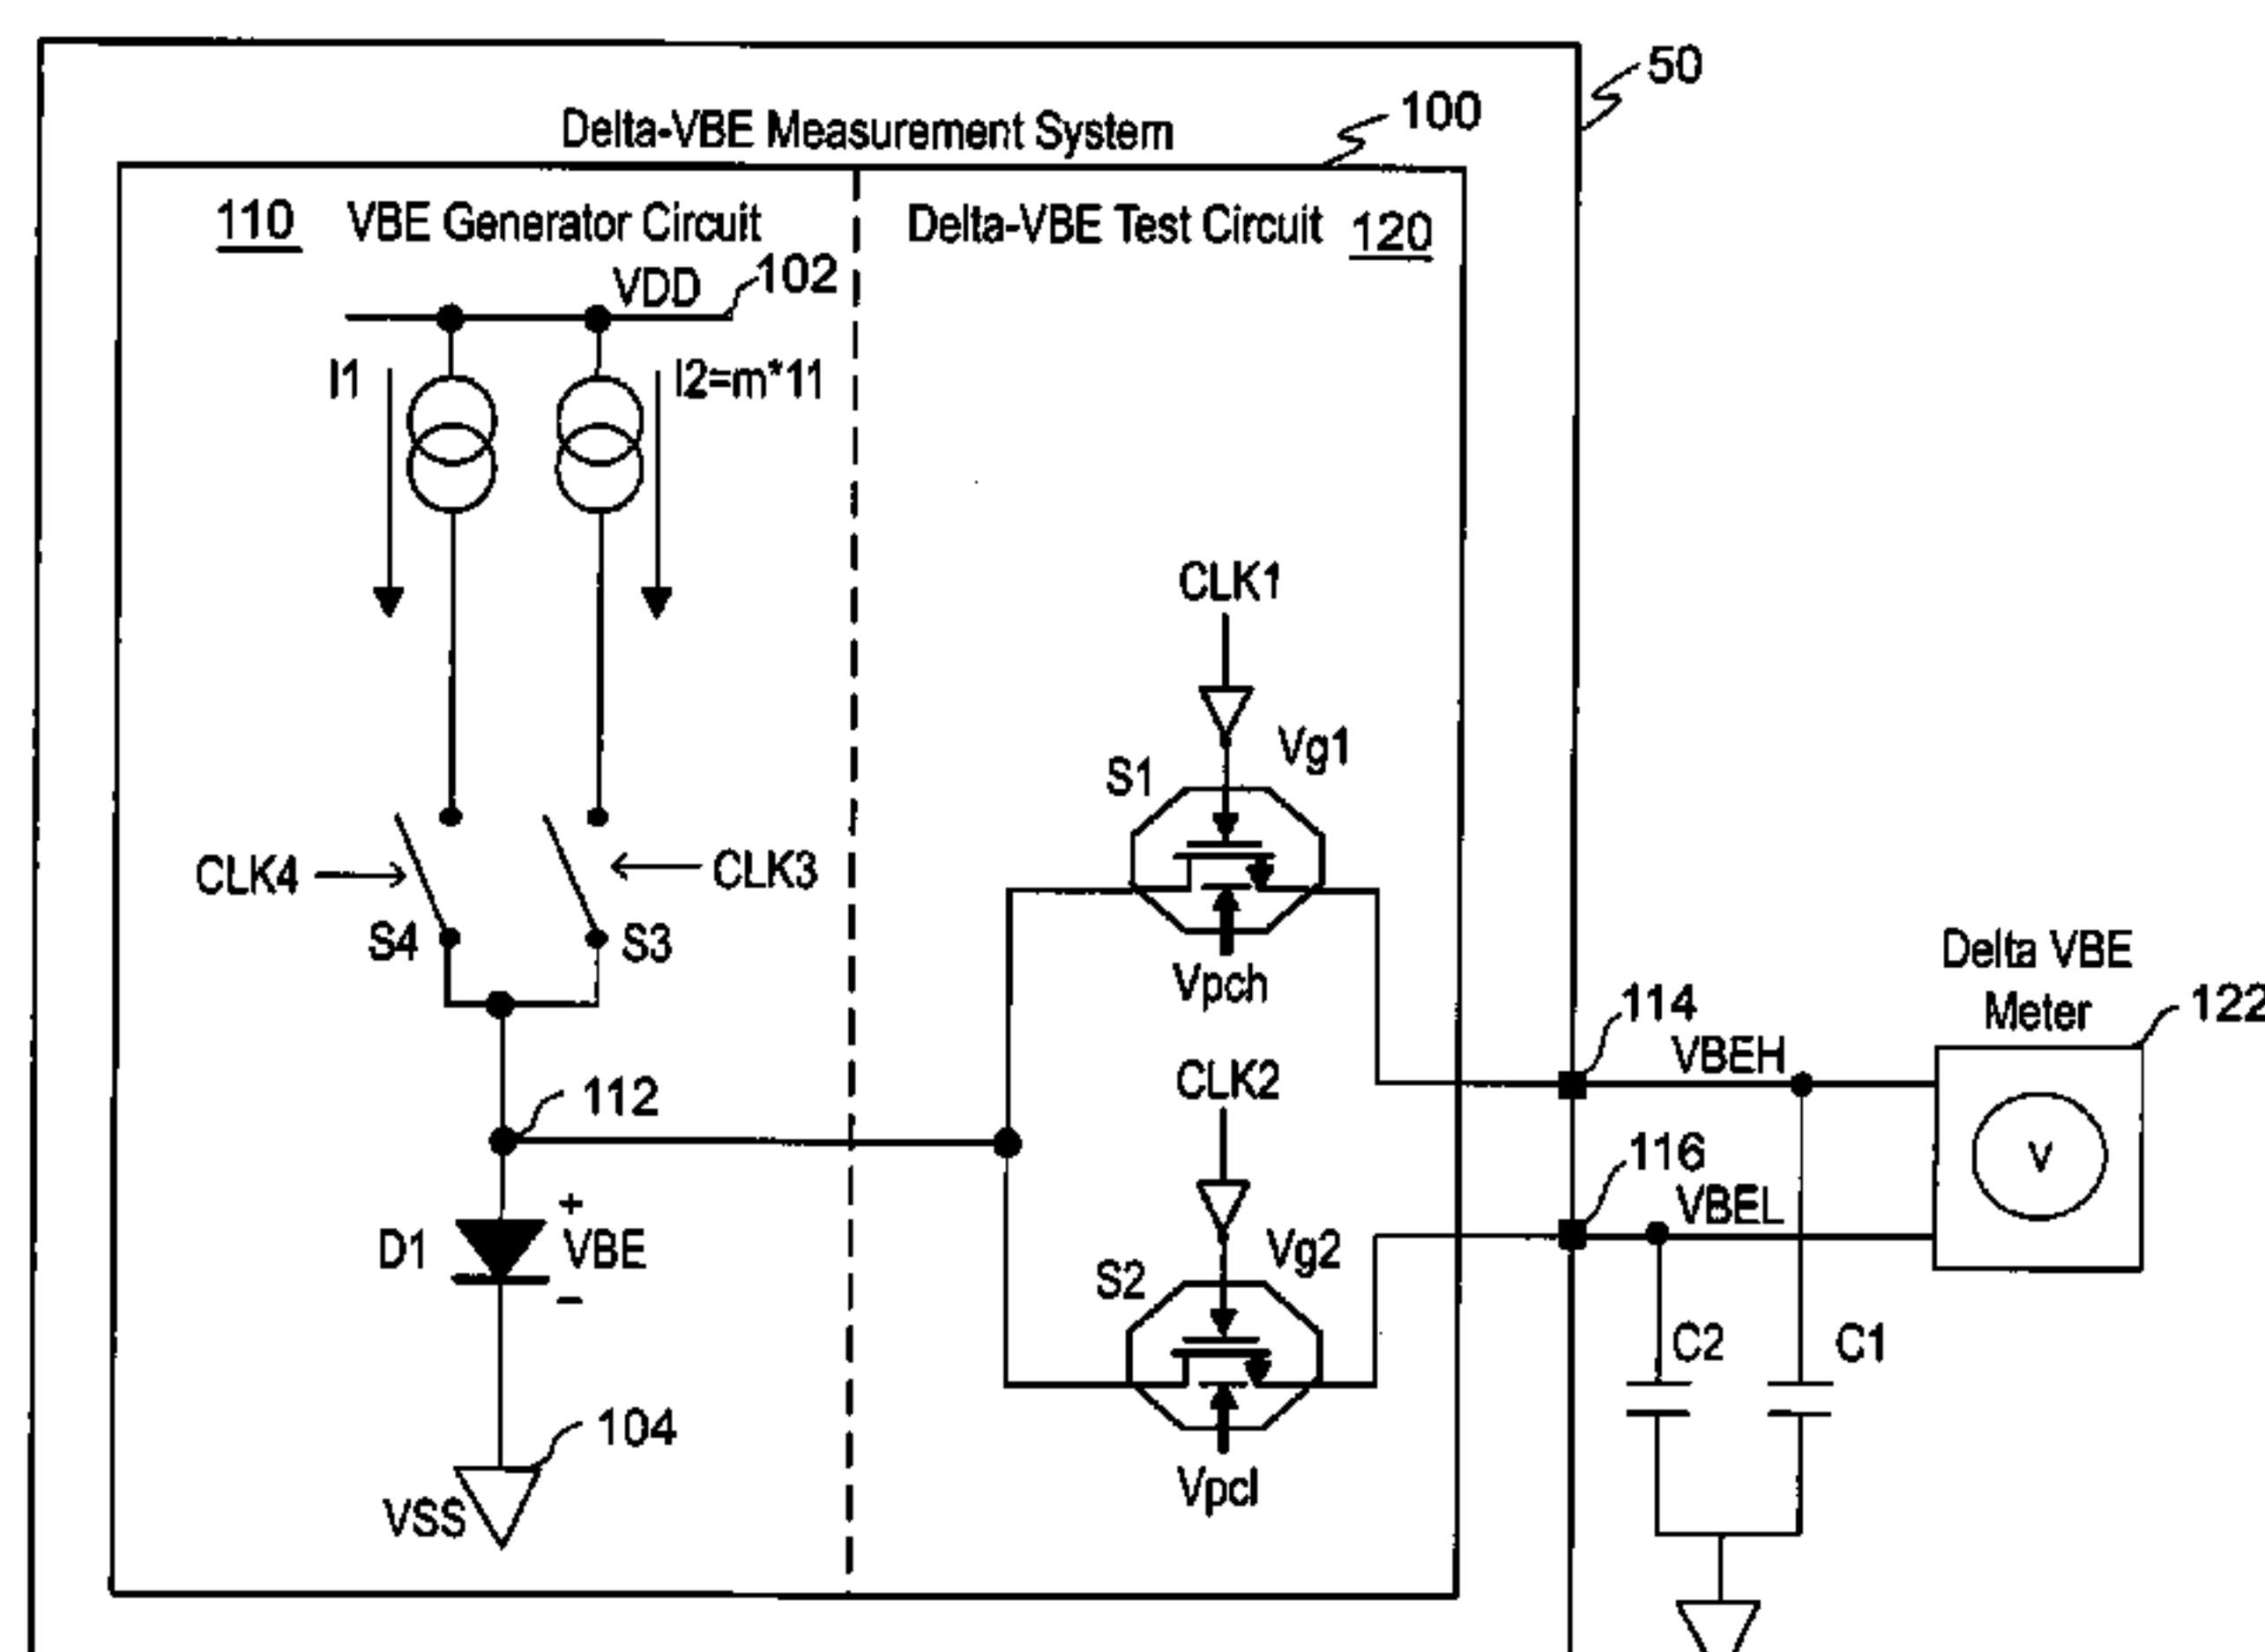 50
Delta-VBE Measurement System
100
110
VBE Generator Circuit
Delta-VBE Test Circuit
120
VDD
102
I1
I2=m*11
CLK1
Vg1
S1
CLK4
CLK3
S4
S3
Vpch
Delta VBE
Meter
122
114
VBEH
CLK2
112
116
VBEL
V
+
D1
VBE
−
Vg2
S2
C2
C1
104
Vpcl
VSS